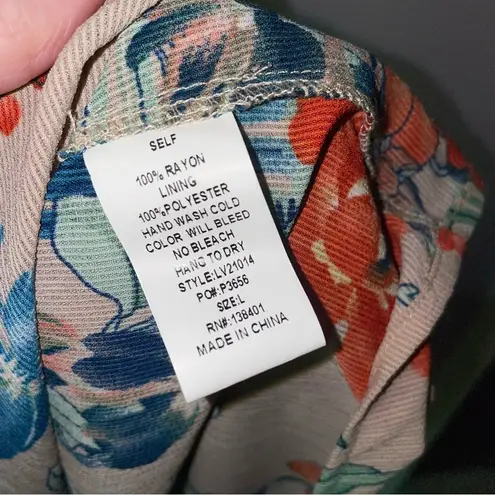 SELF
100% RAYON
LINING
100%POLYESTER
HAND WASH COLD
COLOR WILL BLEED
NO BLEACH
HANG TO DRY
STYLE:LV21014
PO#:P3656
SIZE:L
RN#:136401
MADE IN CHINA